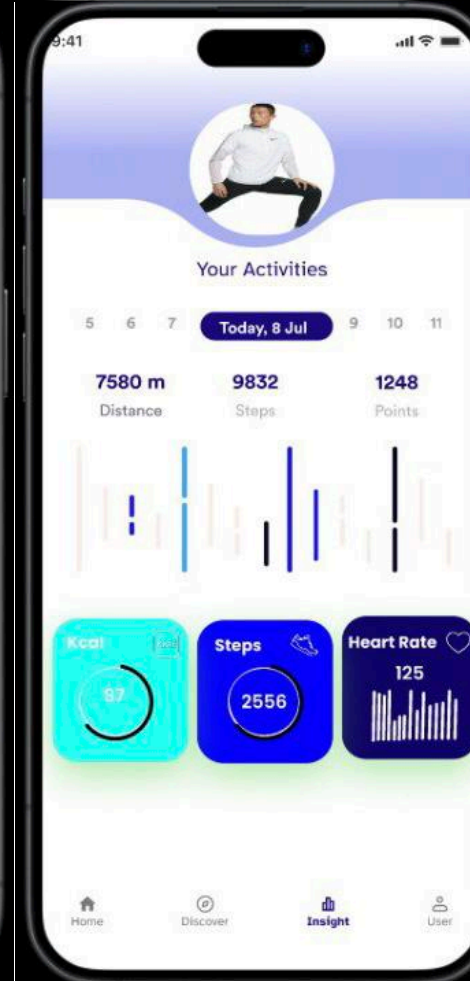 9:41
Your Activities
5 6 7 Today, 8 Jul 9 10 11
7580 m 9832 1248
Distance Steps Points
Kcal Steps Heart Rate
87 2556 125
Home Discover Insight User